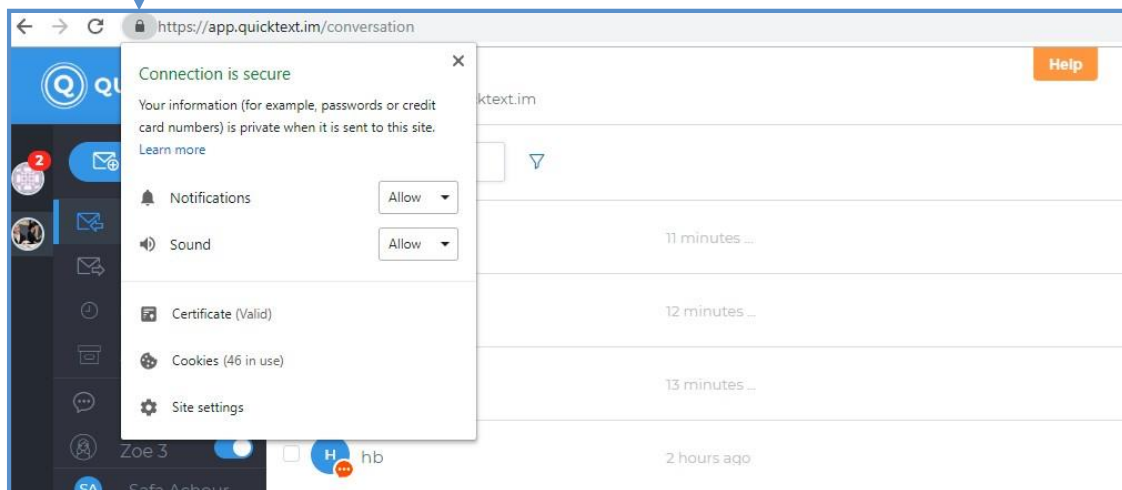 https://app.quicktext.im/conversation
Connection is secure
Your information (for example, passwords or credit
card numbers) is private when it is sent to this site.
Learn more
Notifications Allow
Sound Allow
Certificate (Valid)
Cookies (46 in use)
Site settings
Q
ktext.im
Help
2
11 minutes ...
12 minutes ...
13 minutes ...
Zoe 3
H hb 2 hours ago
SA